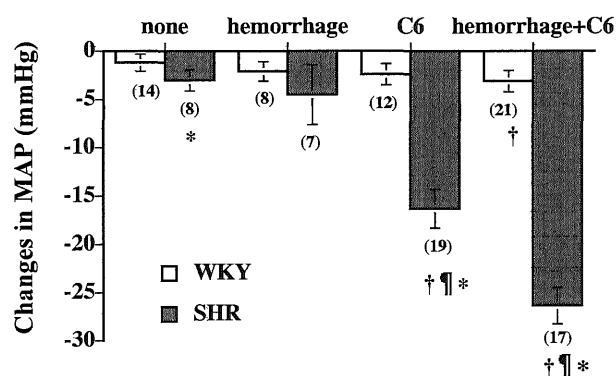 none hemorrhage C6 hemorrhage+C6
Changes in MAP (mmHg)
0
-5
-10
-15
-20
-25
-30
(14) (8) (8) (7) (12) (19) (21) (17)
*
† ¶ *
†
† ¶ *
WKY
SHR